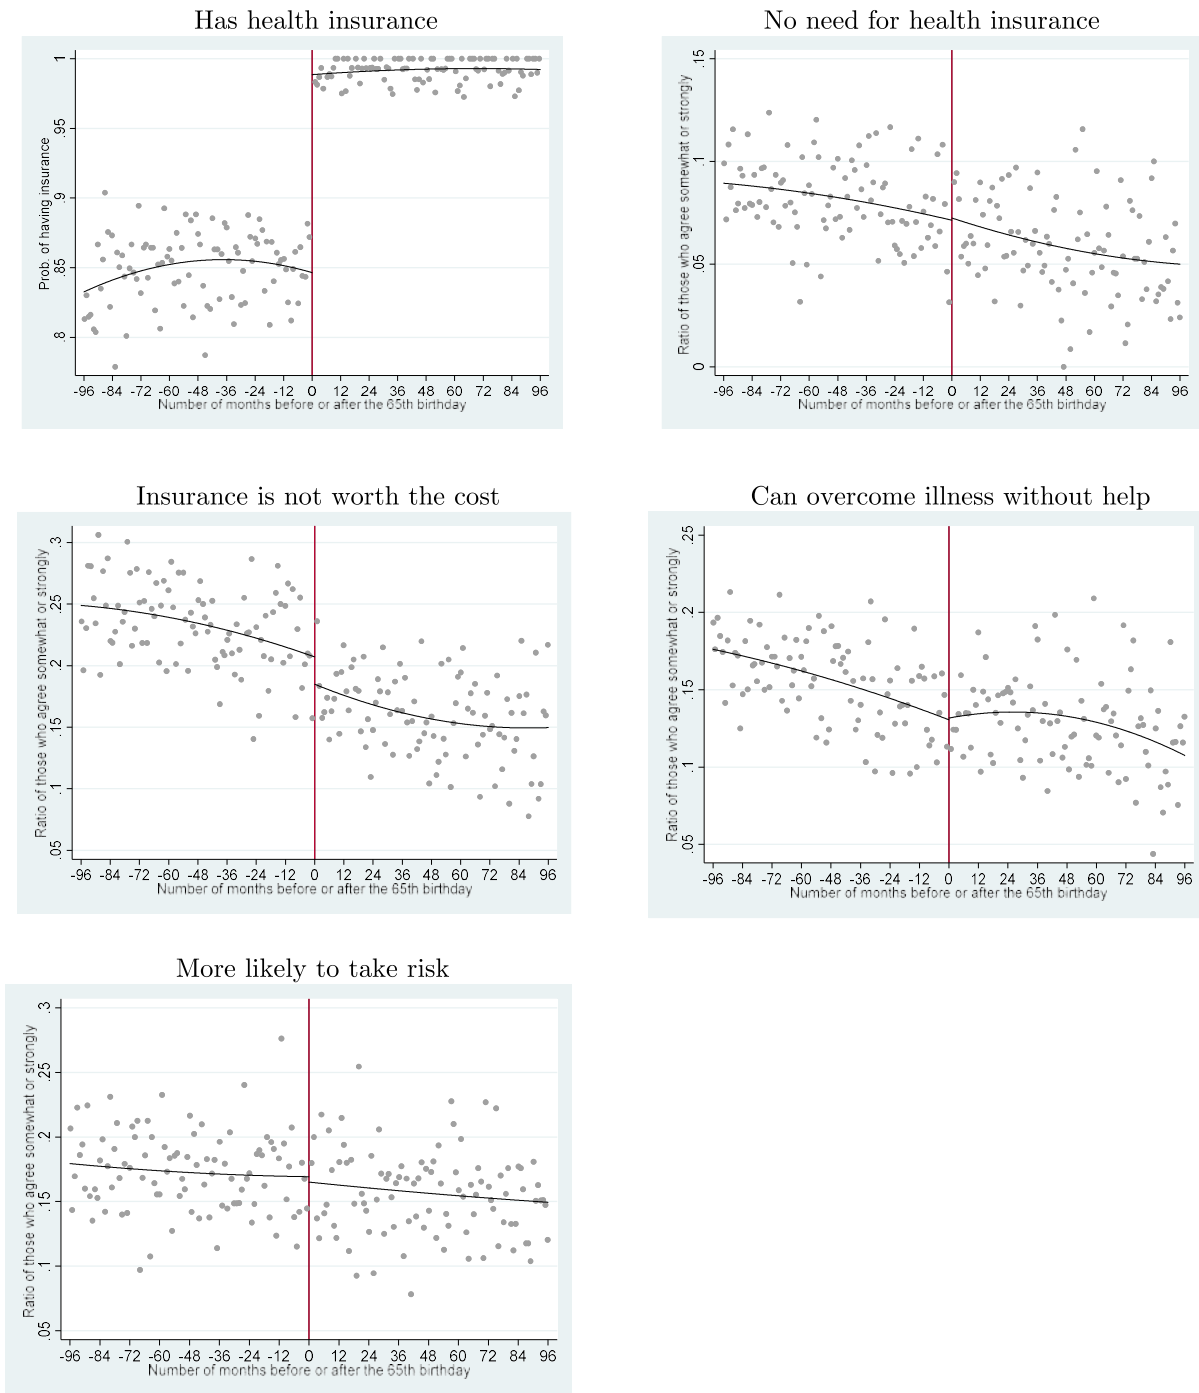 Has health insurance
No need for health insurance
Prob. of having insurance
1
.95
.9
.85
.8
-96 -84 -72 -60 -48 -36 -24 -12 0 12 24 36 48 60 72 84 96
Number of months before or after the 65th birthday
Ratio of those who agree somewhat or strongly
.15
.1
.05
0
-96 -84 -72 -60 -48 -36 -24 -12 0 12 24 36 48 60 72 84 96
Number of months before or after the 65th birthday
Insurance is not worth the cost
Can overcome illness without help
Ratio of those who agree somewhat or strongly
.3
.25
.2
.15
.1
.05
-96 -84 -72 -60 -48 -36 -24 -12 0 12 24 36 48 60 72 84 96
Number of months before or after the 65th birthday
Ratio of those who agree somewhat or strongly
.25
.2
.15
.1
.05
-96 -84 -72 -60 -48 -36 -24 -12 0 12 24 36 48 60 72 84 96
Number of months before or after the 65th birthday
More likely to take risk
Ratio of those who agree somewhat or strongly
.3
.25
.2
.15
.1
.05
-96 -84 -72 -60 -48 -36 -24 -12 0 12 24 36 48 60 72 84 96
Number of months before or after the 65th birthday